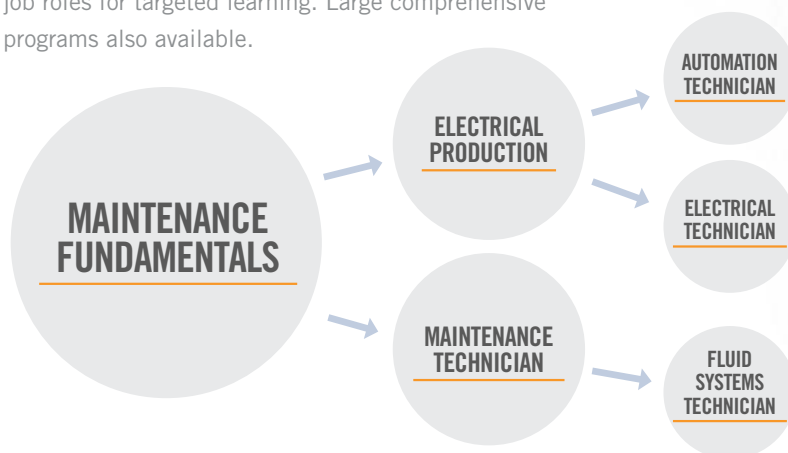 job roles for targeted learning. Large comprehensive
programs also available.
MAINTENANCE
FUNDAMENTALS
ELECTRICAL
PRODUCTION
MAINTENANCE
TECHNICIAN
AUTOMATION
TECHNICIAN
ELECTRICAL
TECHNICIAN
FLUID
SYSTEMS
TECHNICIAN